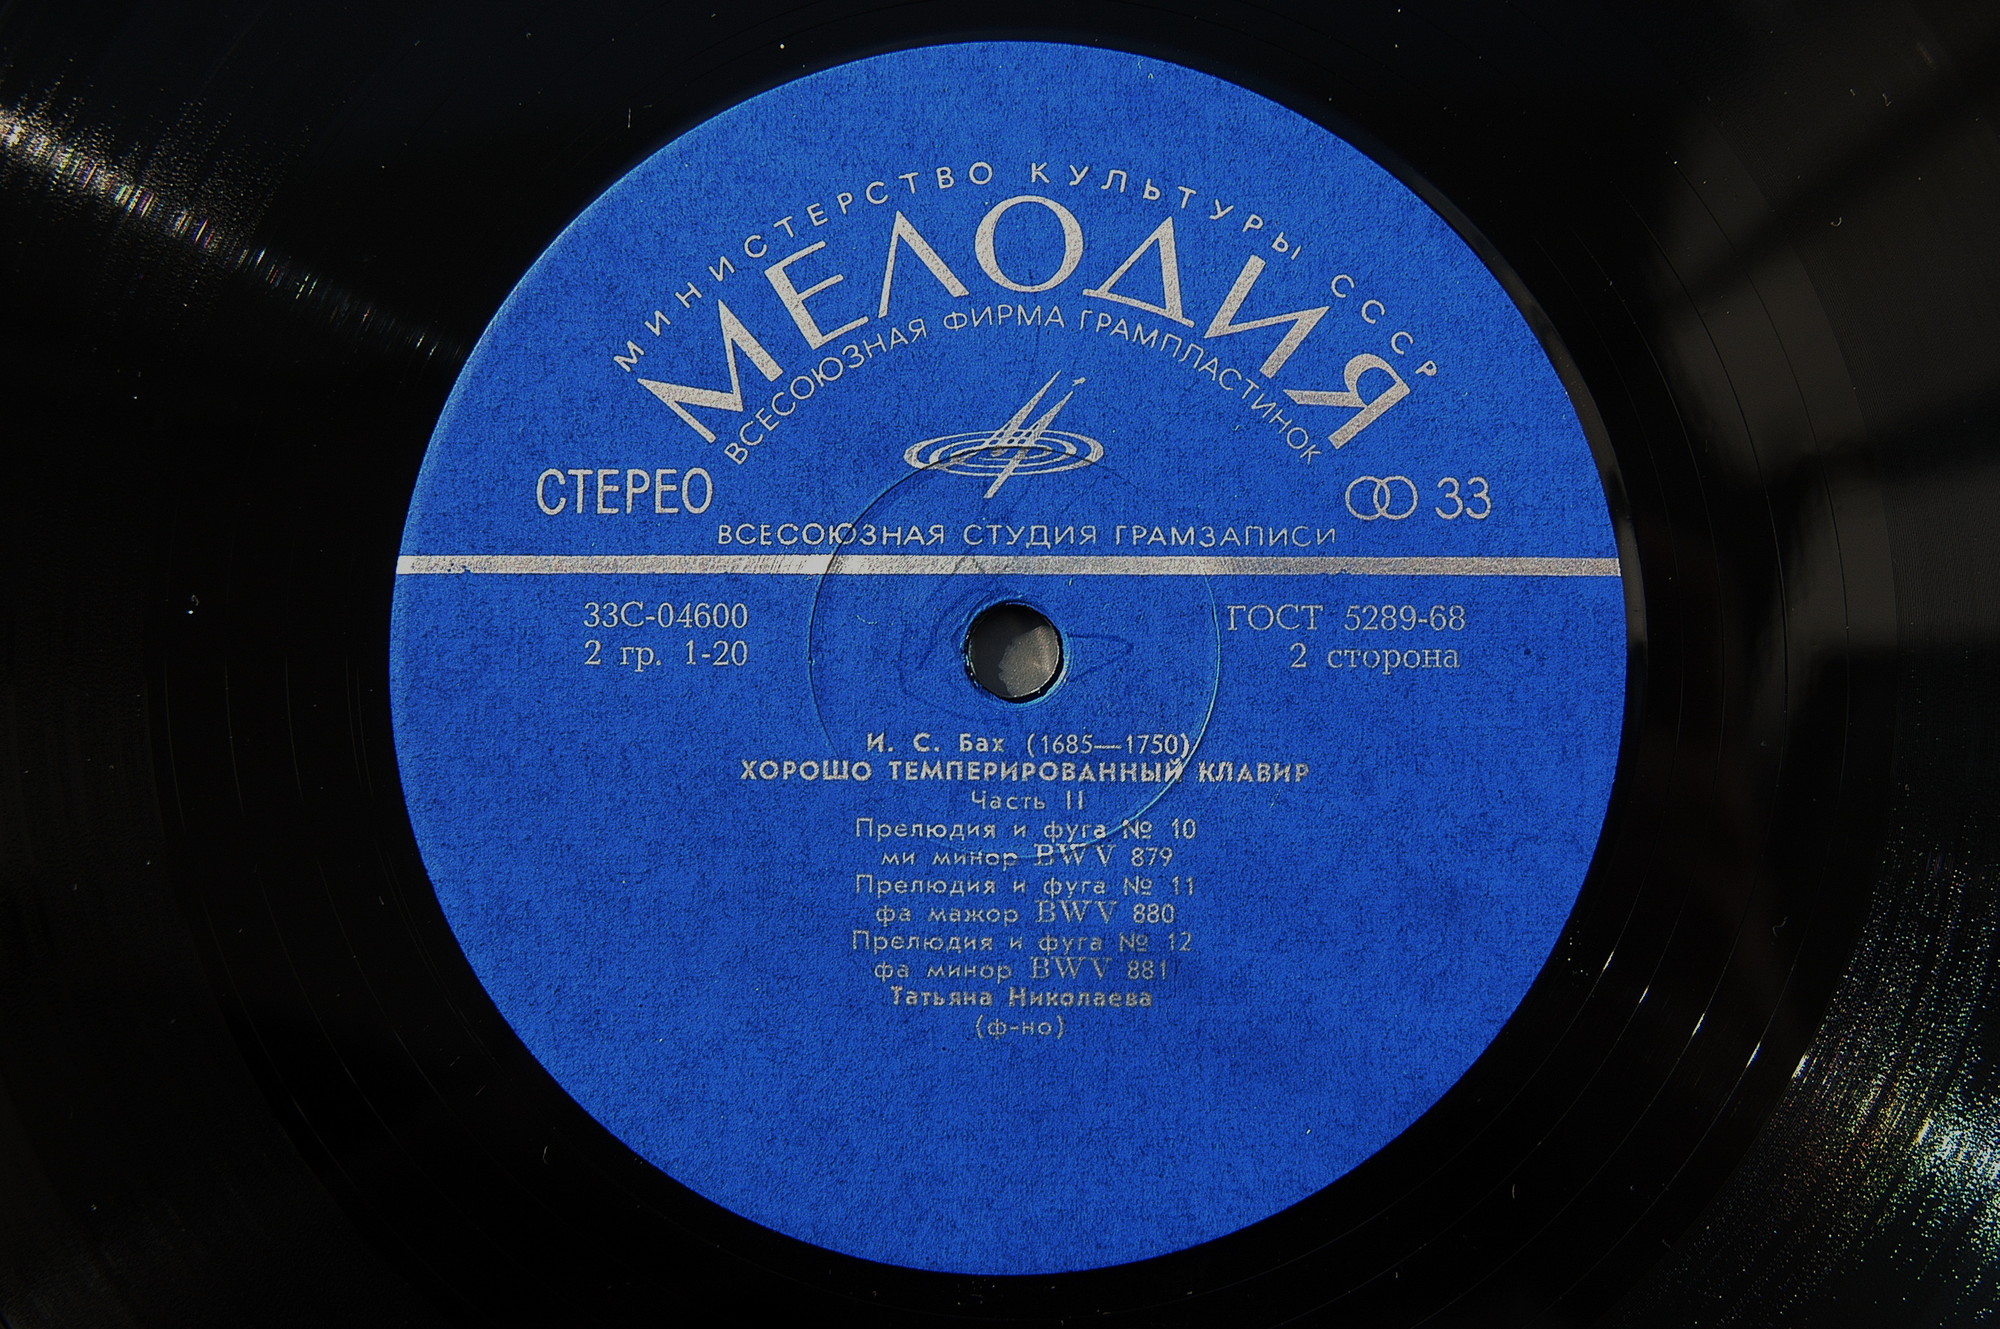 МИНИСТЕРСТВО КУЛЬТУРЫ СССР
МЕЛОДИЯ
ВСЕСОЮЗНАЯ ФИРМА ГРАМПЛАСТИНОК
СТЕРЕО
33
ВСЕСОЮЗНАЯ СТУДИЯ ГРАМЗАПИСИ
33С-04600
ГОСТ 5289-68
2 гр. 1-20
2 сторона
И. С. Бах (1685—1750)
ХОРОШО ТЕМПЕРИРОВАННЫЙ КЛАВИР
Часть II
Прелюдия и фуга № 10
ми минор BWV 879
Прелюдия и фуга № 11
фа мажор BWV 880
Прелюдия и фуга № 12
фа минор BWV 881
Татьяна Николаева
(ф-но)